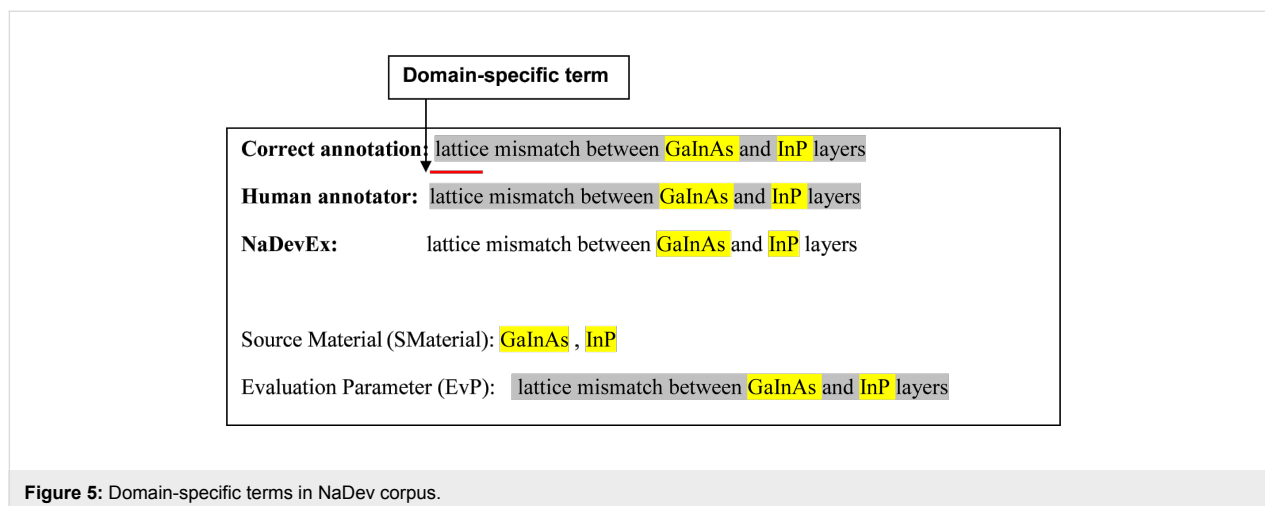 Domain-specific term
Correct annotation: lattice mismatch between GaInAs and InP layers
Human annotator: lattice mismatch between GaInAs and InP layers
NaDevEx: lattice mismatch between GaInAs and InP layers
Source Material (SMaterial): GaInAs , InP
Evaluation Parameter (EvP): lattice mismatch between GaInAs and InP layers
Figure 5: Domain-specific terms in NaDev corpus.